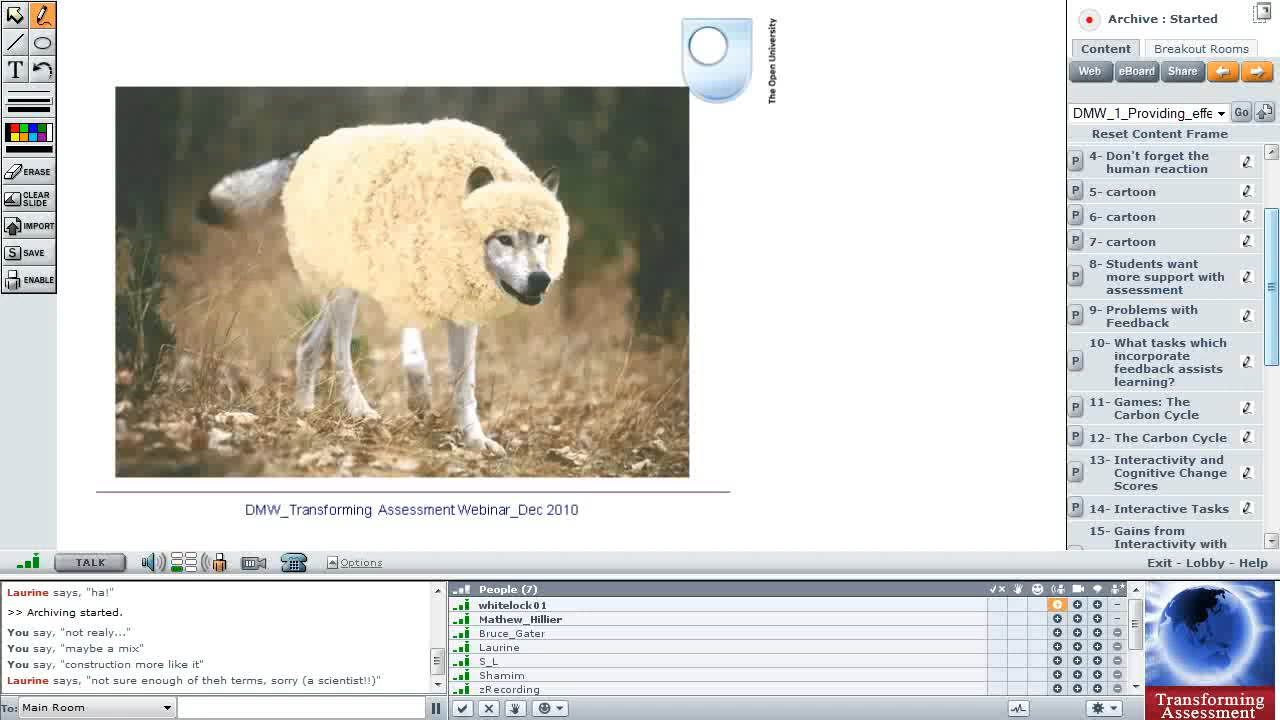 T
ERASE
CLEAR
SLIDE
IMPORT
S SAVE
ENABLE
The Open University
DMW_Transforming Assessment Webinar_Dec 2010
Archive : Started
Content Breakout Rooms
Web eBoard Share
DMW_1_Providing_effe Go
Reset Content Frame
P 4- Don't forget the
human reaction
P 5- cartoon
P 6- cartoon
P 7- cartoon
P 8- Students want
more support with
assessment
P 9- Problems with
Feedback
P 10- What tasks which
incorporate
feedback assists
learning?
P 11- Games: The
Carbon Cycle
P 12- The Carbon Cycle
P 13- Interactivity and
Cognitive Change
Scores
P 14- Interactive Tasks
15- Gains from
Interactivity with
TALK Options Exit - Lobby - Help
Laurine says, "ha!"
>> Archiving started.
You say, "not realy..."
You say, "maybe a mix"
You say, "construction more like it"
Laurine says, "not sure enough of theh terms, sorry (a scientist!!)"
To: Main Room
People (7)
whitelock01
Mathew_Hillier
Bruce_Gater
Laurine
S_L
Shamim
zRecording
Transforming
Assessment